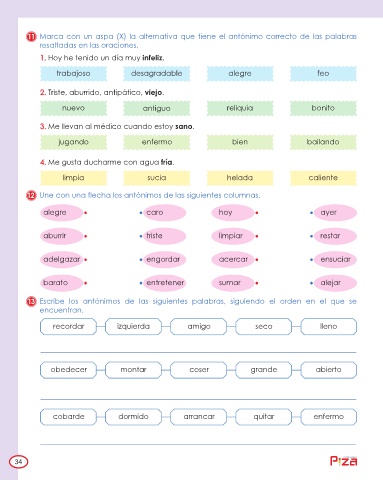 11 Marca con un aspa (X) la alternativa que tiene el antónimo correcto de las palabras
resaltadas en las oraciones.
1. Hoy he tenido un día muy infeliz.
trabajoso desagradable alegre feo
2. Triste, aburrido, antipático, viejo.
nuevo antigua reliquia bonito
3. Me llevan al médico cuando estoy sano.
jugando enfermo bien bailando
4. Me gusta ducharme con agua fría.
limpia sucia helada caliente
12 Une con una flecha los antónimos de las siguientes columnas.
alegre • • caro hoy • • ayer
aburrir • • triste limpiar • • restar
adelgazar • • engordar acercar • • ensuciar
barato • • entretener sumar • • alejar
13 Escribe los antónimos de las siguientes palabras, siguiendo el orden en el que se
encuentran.
recordar izquierda amigo seco lleno
obedecer montar coser grande abierto
cobarde dormido arrancar quitar enfermo
34 Piza